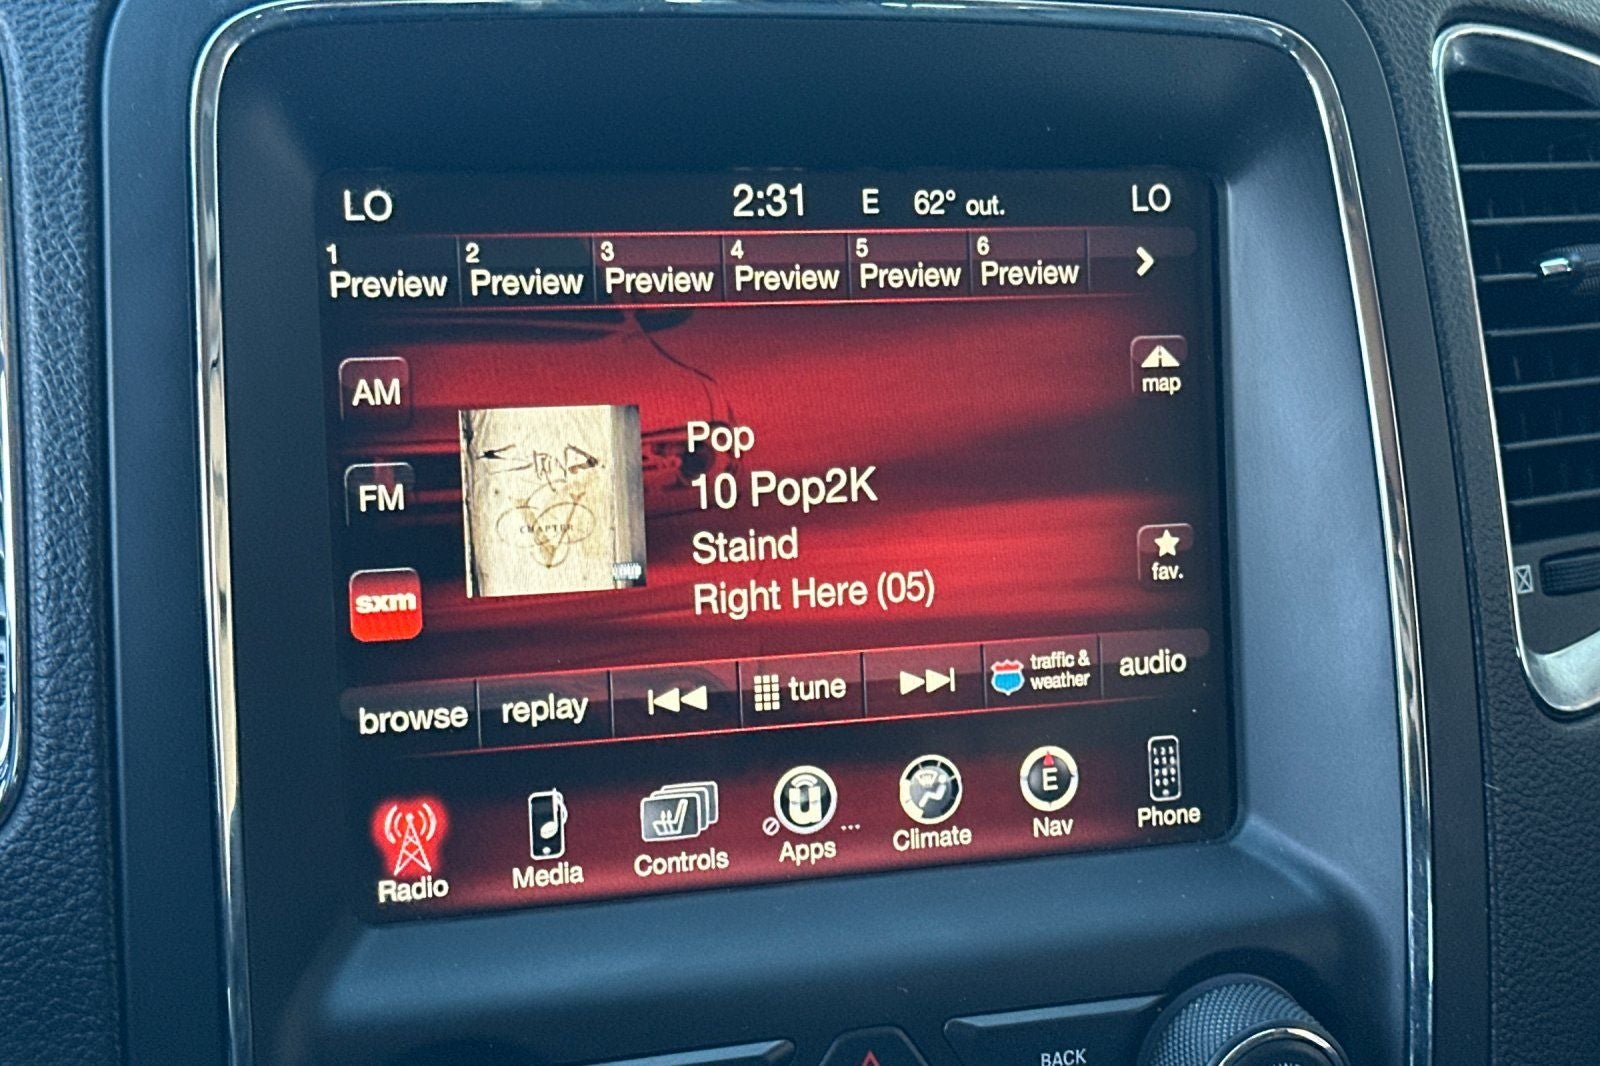 LO 2:31 E 62° out. LO
1 2 3 4 5 6
Preview Preview Preview Preview Preview Preview
AM
map
STAIND
CHAPTER
Pop
FM
10 Pop2K
Staind
fav.
sxm
Right Here (05)
browse replay tune traffic & weather audio
E
Radio Media Controls Apps ... Climate Nav Phone
BACK